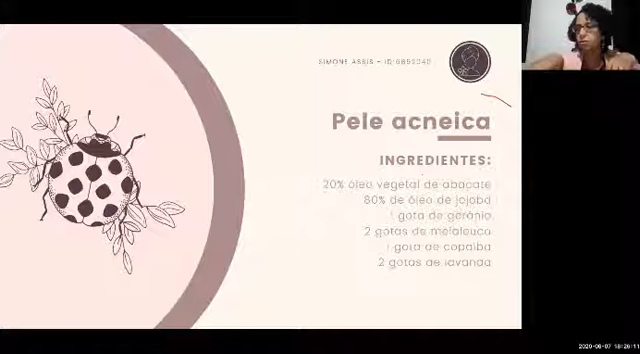 SIMONE ASSIS - ID:6852040
Pele acneica
INGREDIENTES:
20% óleo vegetal de abacate
80% de óleo de jojoba
1 gota de gerânio
2 gotas de melaleuca
1 gota de copaíba
2 gotas de lavanda
2020-06-07 18:26:11